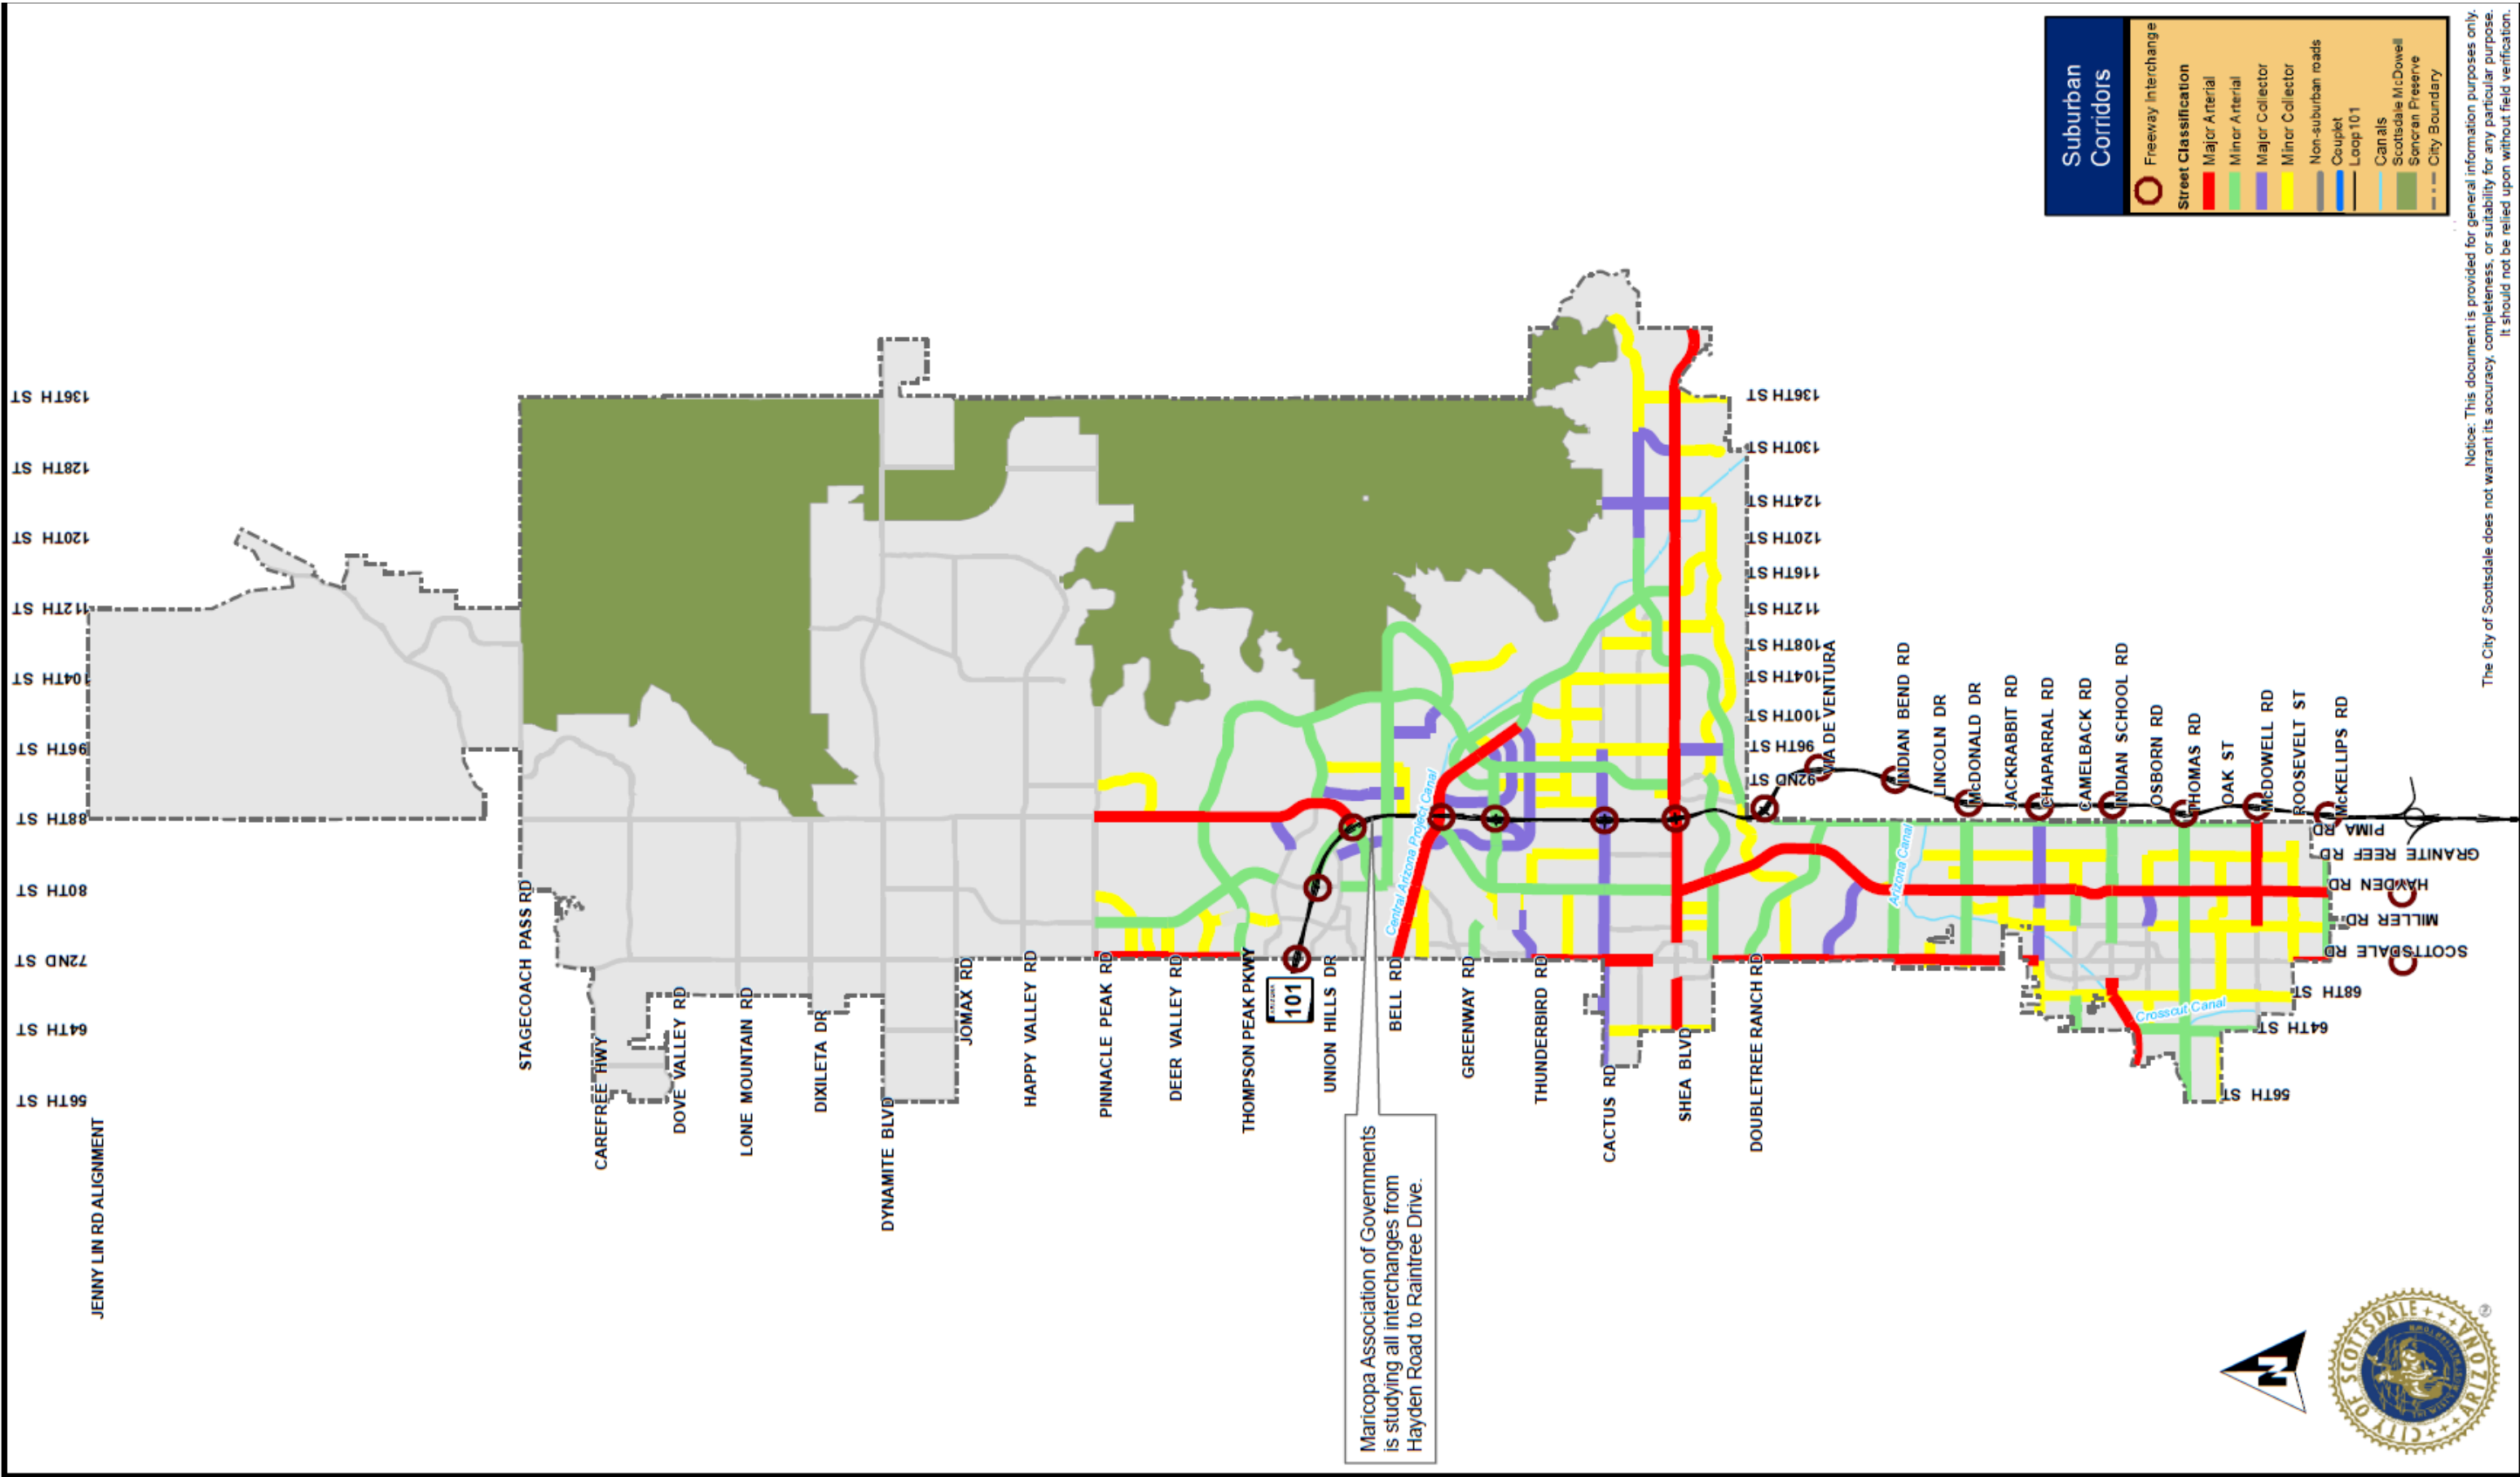 Suburban
Corridors
Freeway Interchange
Street Classification
Major Arterial
Minor Arterial
Major Collector
Minor Collector
Non-suburban roads
Couplet
Loop101
Canals
Scottsdale McDowell
Sonoran Preserve
City Boundary
Notice: This document is provided for general information purposes only.
The City of Scottsdale does not warrant its accuracy, completeness, or suitability for any particular purpose.
It should not be relied upon without field verification.
136TH ST
128TH ST
120TH ST
112TH ST
104TH ST
96TH ST
88TH ST
80TH ST
72ND ST
64TH ST
56TH ST
JENNY LIN RD ALIGNMENT
STAGECOACH PASS RD
CAREFREE HWY
DOVE VALLEY RD
LONE MOUNTAIN RD
DIXILETA DR
DYNAMITE BLVD
JOMAX RD
HAPPY VALLEY RD
PINNACLE PEAK RD
DEER VALLEY RD
THOMPSON PEAK PKWY
ARIZONA
101
UNION HILLS DR
BELL RD
GREENWAY RD
THUNDERBIRD RD
CACTUS RD
SHEA BLVD
DOUBLETREE RANCH RD
136TH ST
130TH ST
124TH ST
120TH ST
116TH ST
112TH ST
108TH ST
104TH ST
100TH ST
96TH ST
92ND ST
VIA DE VENTURA
INDIAN BEND RD
LINCOLN DR
McDONALD DR
JACKRABBIT RD
CHAPARRAL RD
CAMELBACK RD
INDIAN SCHOOL RD
OSBORN RD
THOMAS RD
OAK ST
McDOWELL RD
ROOSEVELT ST
McKELLIPS RD
PIMA RD
GRANITE REEF RD
HAYDEN RD
MILLER RD
SCOTTSDALE RD
68TH ST
64TH ST
56TH ST
Central Arizona Project Canal
Arizona Canal
Crosscut Canal
Maricopa Association of Governments
is studying all interchanges from
Hayden Road to Raintree Drive.
N
CITY OF SCOTTSDALE
ARIZONA